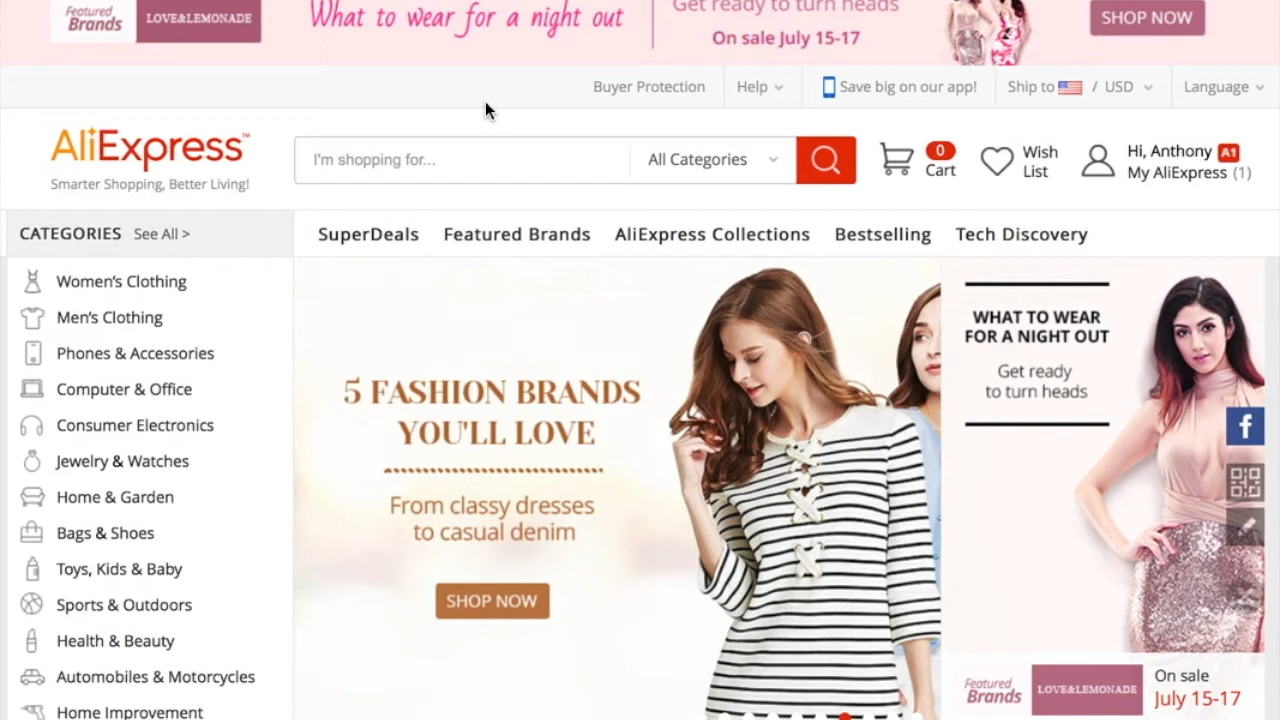 Featured
Brands
LOVE&LEMONADE
What to wear for a night out
Get ready to turn heads
On sale July 15-17
SHOP NOW
Buyer Protection
Help
Save big on our app!
Ship to / USD
Language
AliExpress™
Smarter Shopping, Better Living!
I'm shopping for...
All Categories
0
Cart
Wish
List
Hi, Anthony A1
My AliExpress (1)
CATEGORIES See All >
SuperDeals
Featured Brands
AliExpress Collections
Bestselling
Tech Discovery
Women's Clothing
Men's Clothing
Phones & Accessories
Computer & Office
Consumer Electronics
Jewelry & Watches
Home & Garden
Bags & Shoes
Toys, Kids & Baby
Sports & Outdoors
Health & Beauty
Automobiles & Motorcycles
Home Improvement
5 FASHION BRANDS
YOU'LL LOVE
From classy dresses
to casual denim
SHOP NOW
WHAT TO WEAR
FOR A NIGHT OUT
Get ready
to turn heads
f
Featured
Brands
LOVE&LEMONADE
On sale
July 15-17